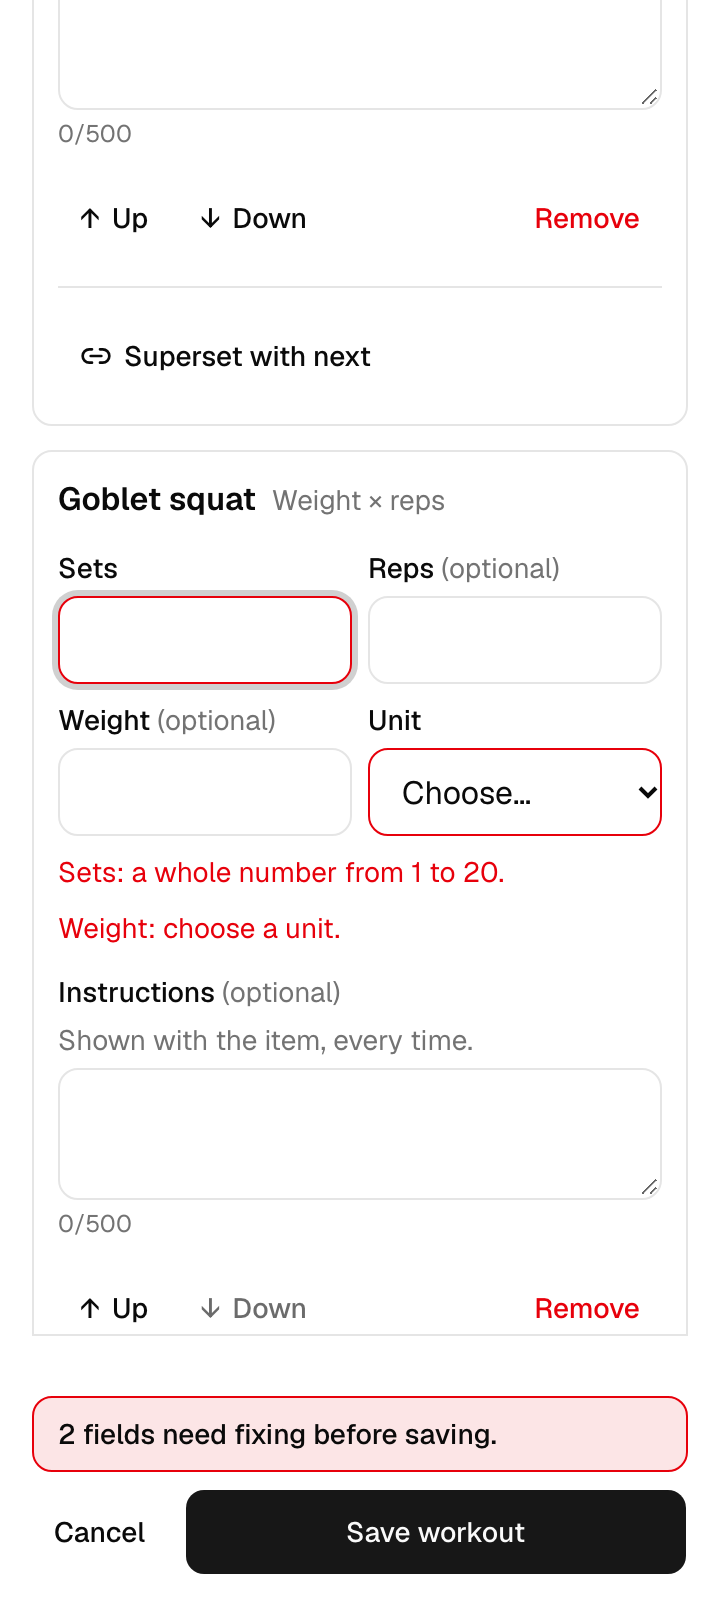 0/500
↑ Up ↓ Down Remove
Superset with next
Goblet squat Weight × reps
Sets Reps (optional)
Weight (optional) Unit
Choose...
Sets: a whole number from 1 to 20.
Weight: choose a unit.
Instructions (optional)
Shown with the item, every time.
0/500
↑ Up ↓ Down Remove
2 fields need fixing before saving.
Cancel Save workout